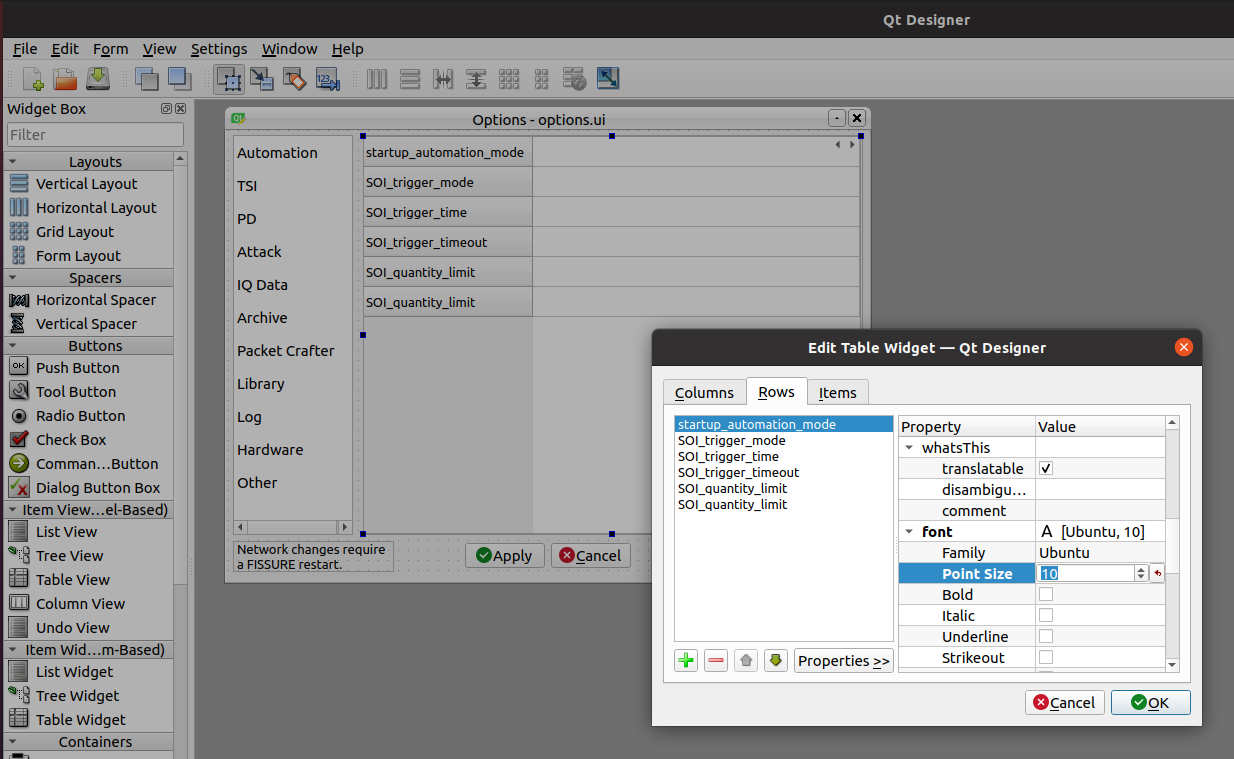 Qt Designer
File Edit Form View Settings Window Help
Widget Box
Filter
Layouts
Vertical Layout
Horizontal Layout
Grid Layout
Form Layout
Spacers
Horizontal Spacer
Vertical Spacer
Buttons
OK Push Button
Tool Button
Radio Button
Check Box
Comman...Button
Dialog Button Box
Item View...el-Based)
List View
Tree View
Table View
Column View
Undo View
Item Wid...m-Based)
List Widget
Tree Widget
Table Widget
Containers
Options - options.ui
Automation
TSI
PD
Attack
IQ Data
Archive
Packet Crafter
Library
Log
Hardware
Other
startup_automation_mode
SOI_trigger_mode
SOI_trigger_time
SOI_trigger_timeout
SOI_quantity_limit
SOI_quantity_limit
Network changes require
a FISSURE restart.
Apply Cancel
Edit Table Widget — Qt Designer
Columns Rows Items
startup_automation_mode
SOI_trigger_mode
SOI_trigger_time
SOI_trigger_timeout
SOI_quantity_limit
SOI_quantity_limit
Properties >>
Property Value
whatsThis
translatable
disambigu...
comment
font A [Ubuntu, 10]
Family Ubuntu
Point Size 10
Bold
Italic
Underline
Strikeout
Cancel OK